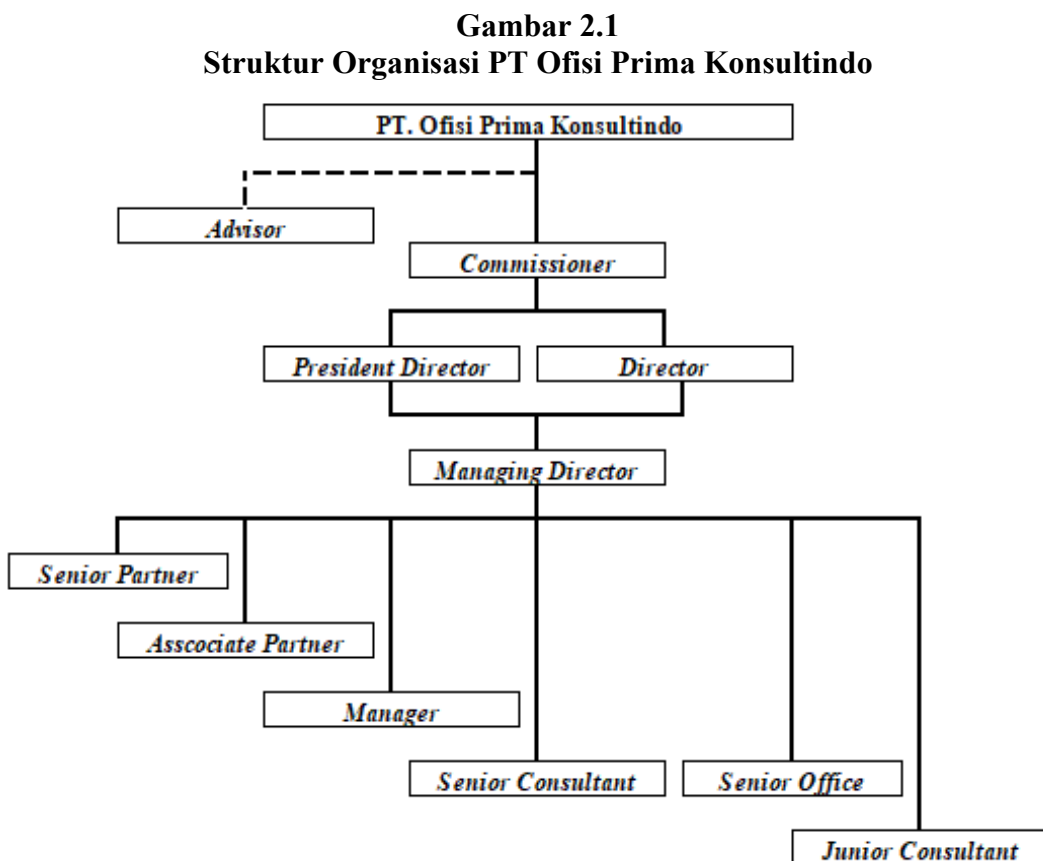 Gambar 2.1
Struktur Organisasi PT Ofisi Prima Konsultindo
PT. Ofisi Prima Konsultindo
Advisor
Commissioner
President Director
Director
Managing Director
Senior Partner
Asscociate Partner
Manager
Senior Consultant
Senior Office
Junior Consultant